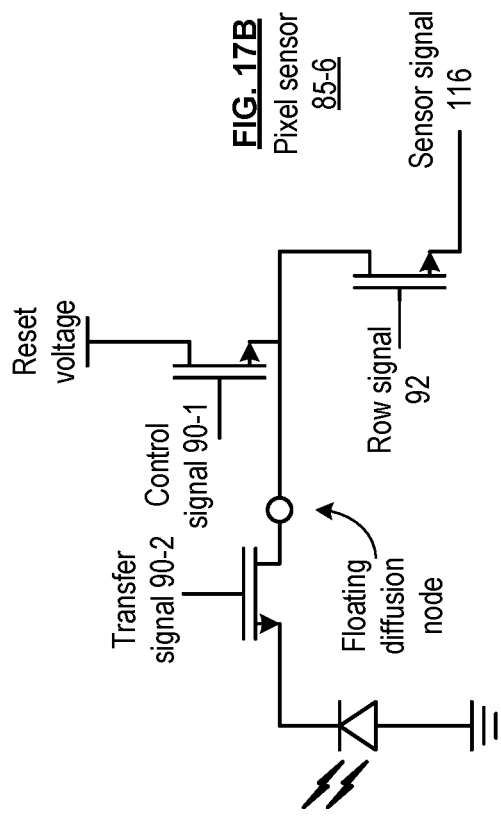 FIG. 17B
Pixel sensor
85-6
Reset
voltage
Control
signal 90-1
Transfer
signal 90-2
Floating
diffusion
node
Row signal
92
Sensor signal
116